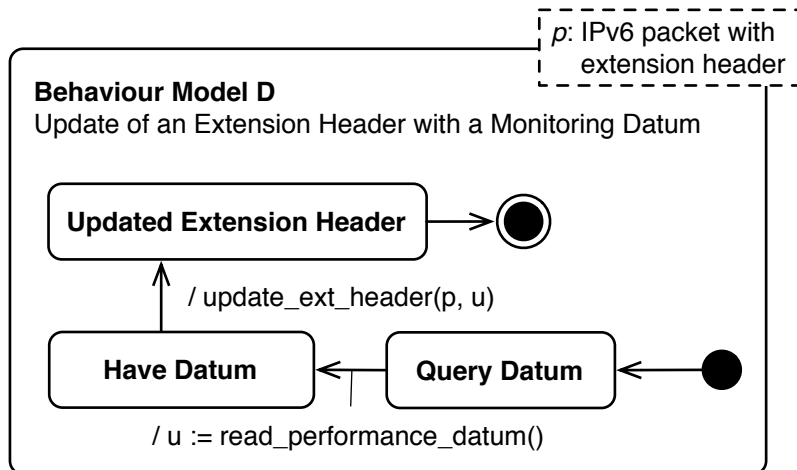 p: IPv6 packet with
extension header
Behaviour Model D
Update of an Extension Header with a Monitoring Datum
Updated Extension Header
/ update_ext_header(p, u)
Have Datum
Query Datum
/ u := read_performance_datum()